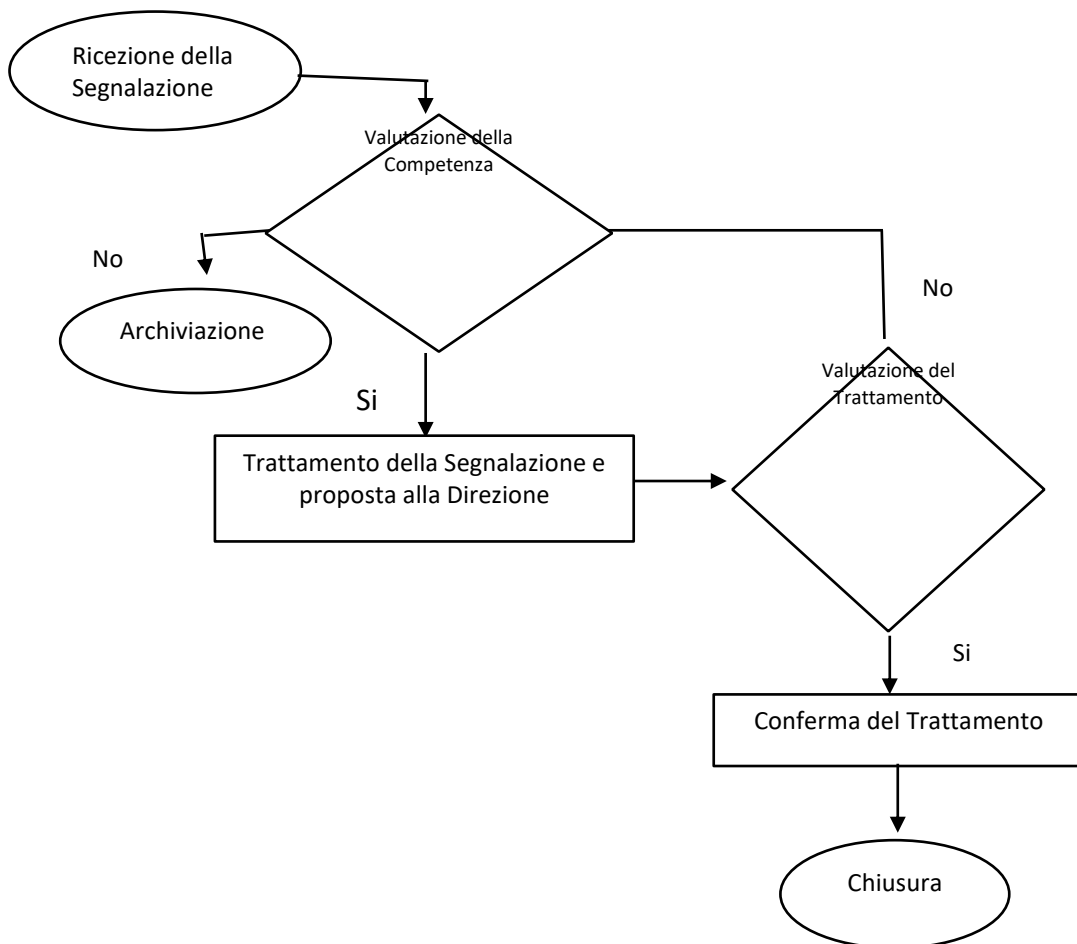 Ricezione della
Segnalazione
Valutazione della
Competenza
No
No
Archiviazione
Valutazione del
Trattamento
Si
Trattamento della Segnalazione e
proposta alla Direzione
Si
Conferma del Trattamento
Chiusura